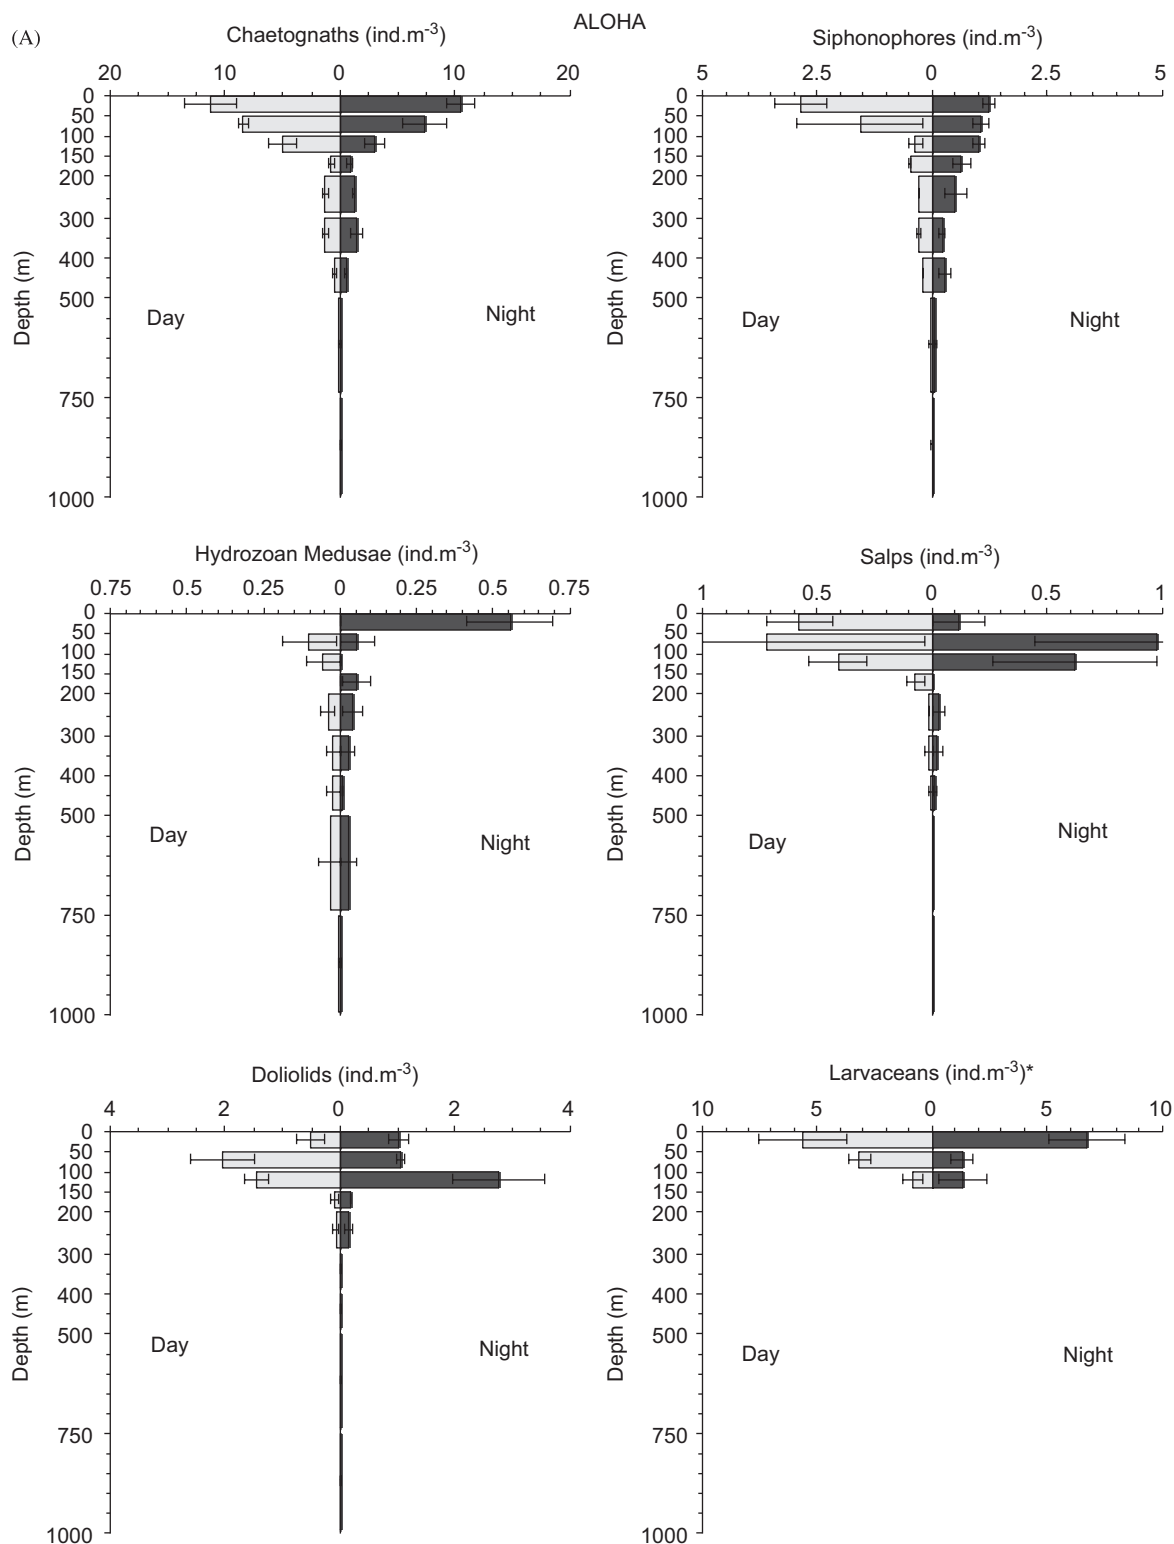 (A)
ALOHA
Chaetognaths (ind.m-3)
20 10 0 10 20
0
50
100
150
200
300
400
500
750
1000
Depth (m)
Day
Night
Siphonophores (ind.m-3)
5 2.5 0 2.5 5
0
50
100
150
200
300
400
500
750
1000
Depth (m)
Day
Night
Hydrozoan Medusae (ind.m-3)
0.75 0.5 0.25 0 0.25 0.5 0.75
0
50
100
150
200
300
400
500
750
1000
Depth (m)
Day
Night
Salps (ind.m-3)
1 0.5 0 0.5 1
0
50
100
150
200
300
400
500
750
1000
Depth (m)
Day
Night
Doliolids (ind.m-3)
4 2 0 2 4
0
50
100
150
200
300
400
500
750
1000
Depth (m)
Day
Night
Larvaceans (ind.m-3)*
10 5 0 5 10
0
50
100
150
200
300
400
500
750
1000
Depth (m)
Day
Night